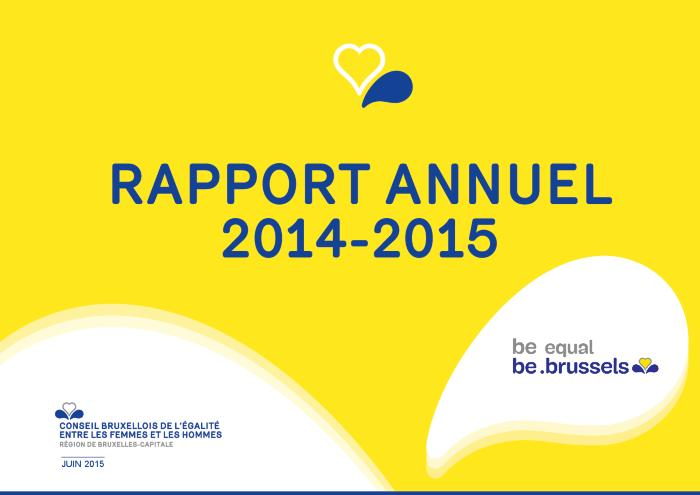 RAPPORT ANNUEL
2014-2015
be equal
be.brussels
CONSEIL BRUXELLOIS DE L'ÉGALITÉ
ENTRE LES FEMMES ET LES HOMMES
RÉGION DE BRUXELLES-CAPITALE
JUIN 2015